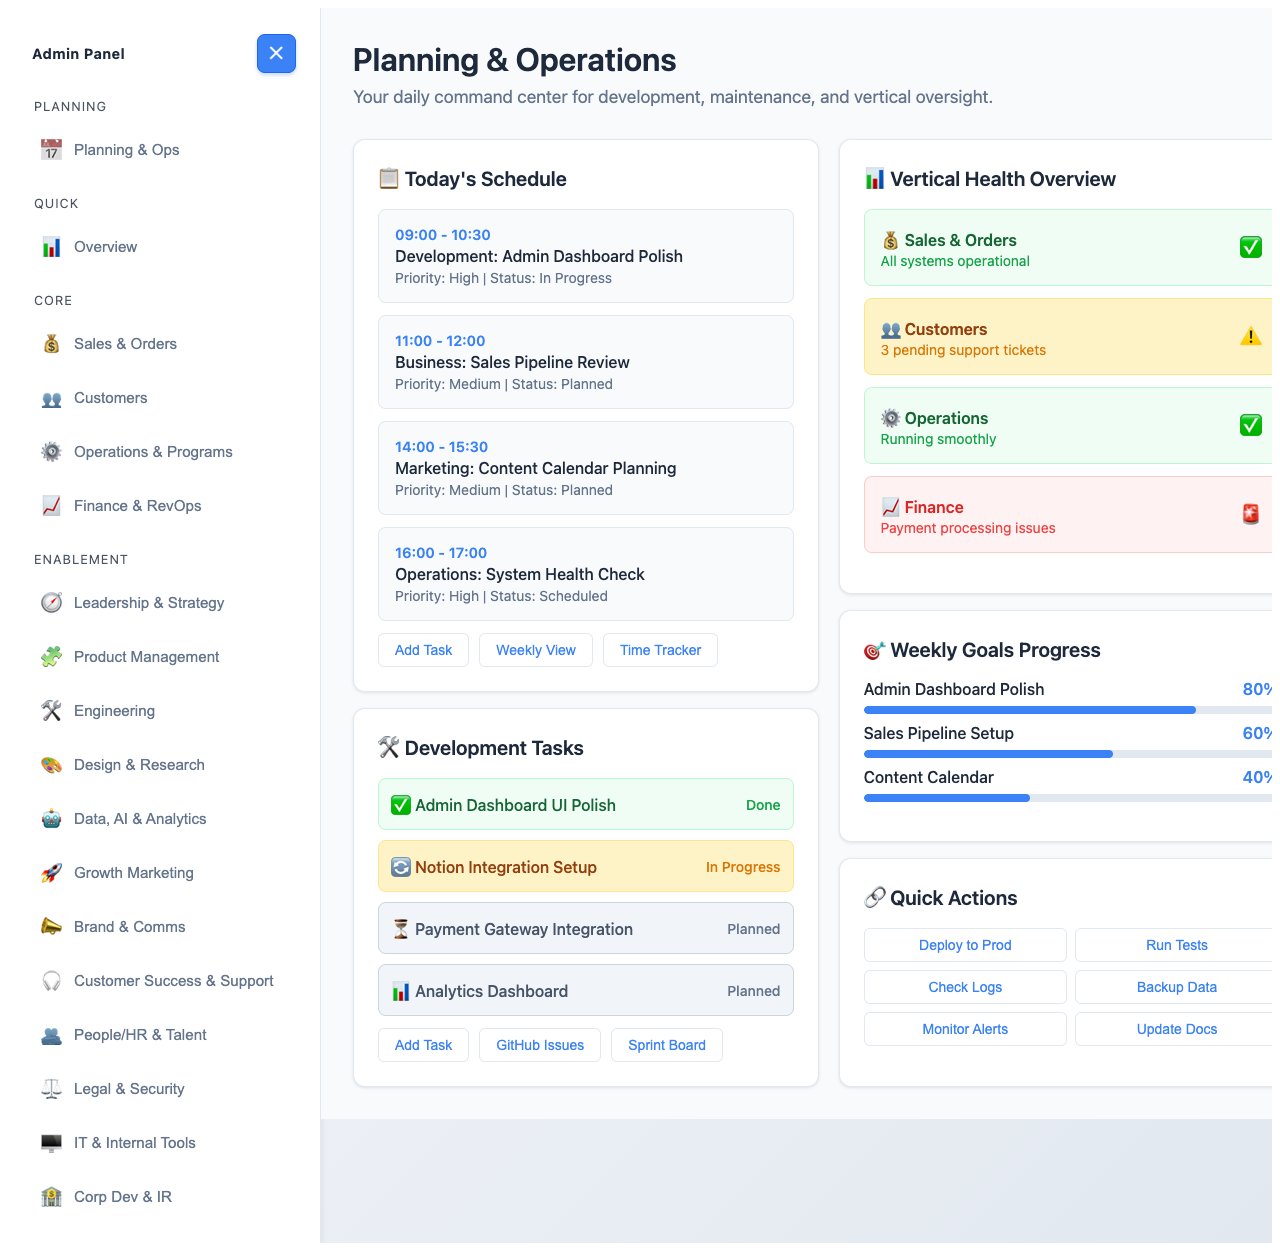 Admin Panel
PLANNING
Planning & Ops
QUICK
Overview
CORE
Sales & Orders
Customers
Operations & Programs
Finance & RevOps
ENABLEMENT
Leadership & Strategy
Product Management
Engineering
Design & Research
Data, AI & Analytics
Growth Marketing
Brand & Comms
Customer Success & Support
People/HR & Talent
Legal & Security
IT & Internal Tools
Corp Dev & IR
Planning & Operations
Your daily command center for development, maintenance, and vertical oversight.
Today's Schedule
09:00 - 10:30
Development: Admin Dashboard Polish
Priority: High | Status: In Progress
11:00 - 12:00
Business: Sales Pipeline Review
Priority: Medium | Status: Planned
14:00 - 15:30
Marketing: Content Calendar Planning
Priority: Medium | Status: Planned
16:00 - 17:00
Operations: System Health Check
Priority: High | Status: Scheduled
Add Task Weekly View Time Tracker
Development Tasks
Admin Dashboard UI Polish Done
Notion Integration Setup In Progress
Payment Gateway Integration Planned
Analytics Dashboard Planned
Add Task GitHub Issues Sprint Board
Vertical Health Overview
Sales & Orders
All systems operational
Customers
3 pending support tickets
Operations
Running smoothly
Finance
Payment processing issues
Weekly Goals Progress
Admin Dashboard Polish 80%
Sales Pipeline Setup 60%
Content Calendar 40%
Quick Actions
Deploy to Prod Run Tests
Check Logs Backup Data
Monitor Alerts Update Docs